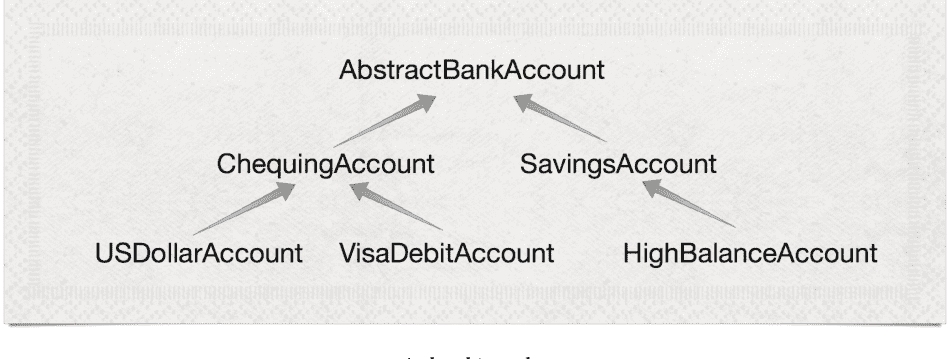 AbstractBankAccount
ChequingAccount SavingsAccount
USDollarAccount VisaDebitAccount HighBalanceAccount